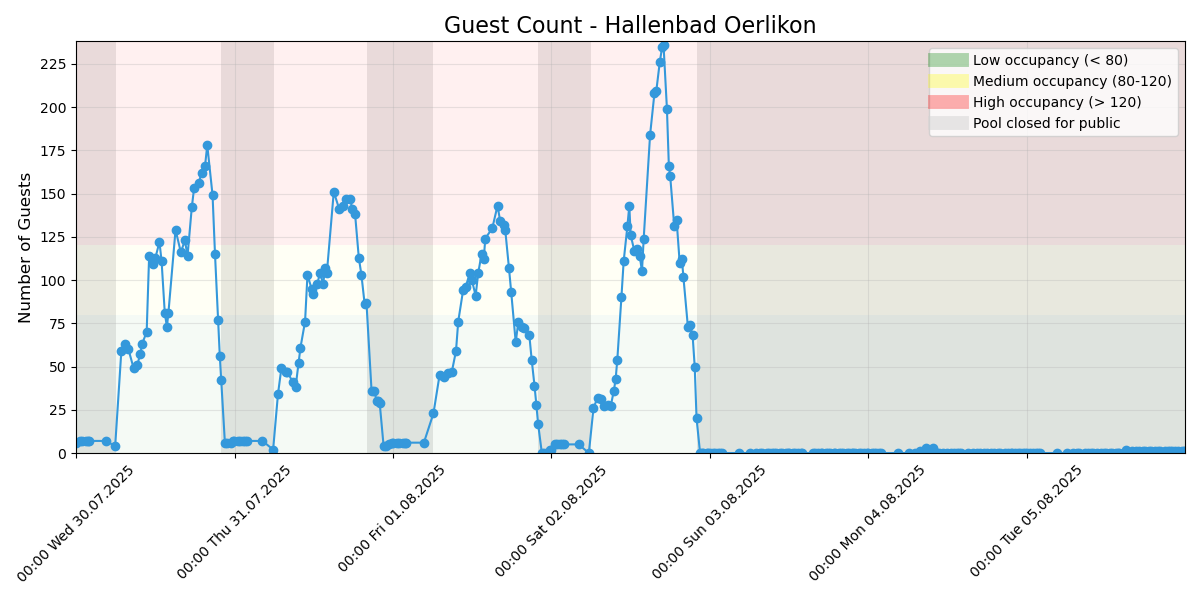 Guest Count - Hallenbad Oerlikon
Number of Guests
225
200
175
150
125
100
75
50
25
0
Low occupancy (< 80)
Medium occupancy (80-120)
High occupancy (> 120)
Pool closed for public
00:00 Wed 30.07.2025
00:00 Thu 31.07.2025
00:00 Fri 01.08.2025
00:00 Sat 02.08.2025
00:00 Sun 03.08.2025
00:00 Mon 04.08.2025
00:00 Tue 05.08.2025